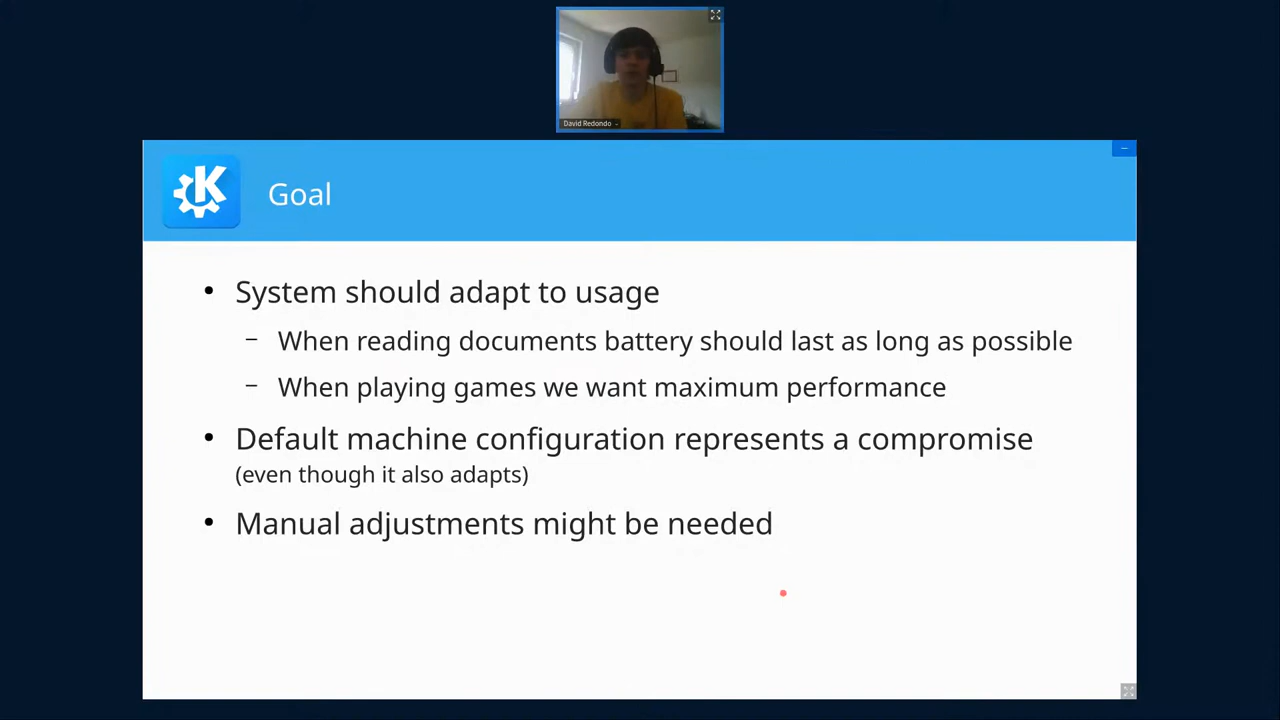 David Redondo
Goal
• System should adapt to usage
– When reading documents battery should last as long as possible
– When playing games we want maximum performance
• Default machine configuration represents a compromise
(even though it also adapts)
• Manual adjustments might be needed